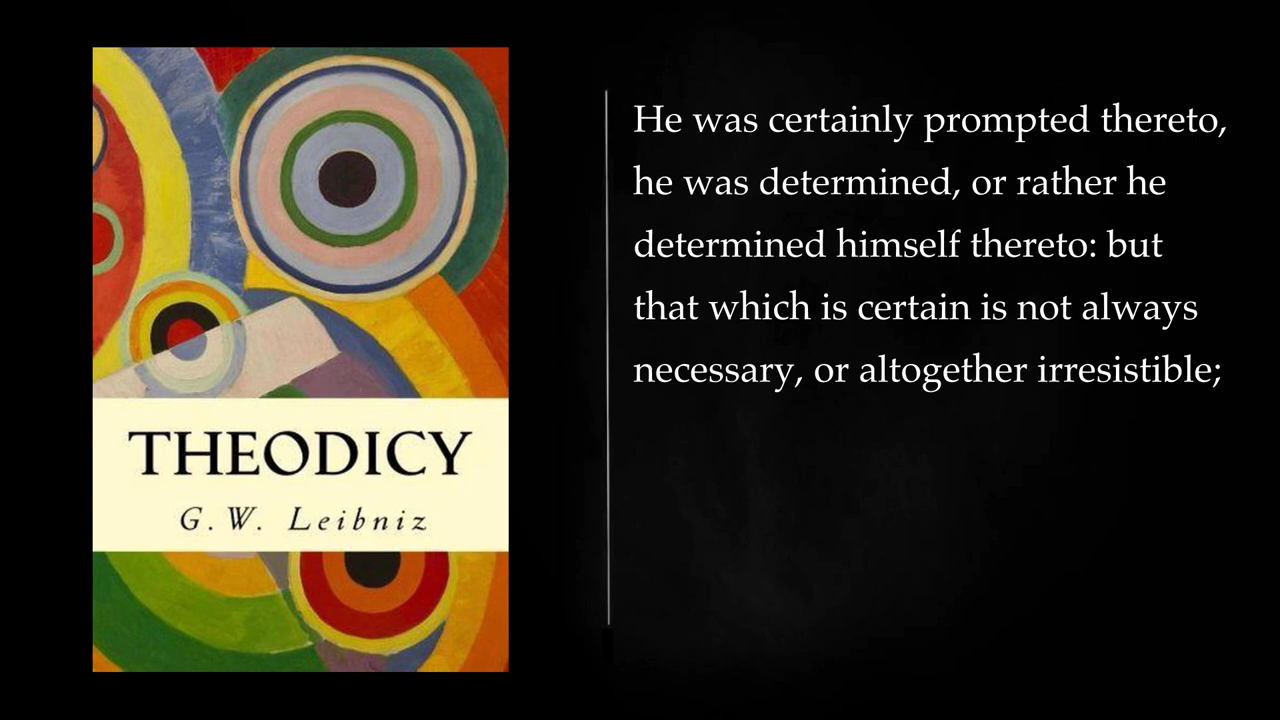 THEODICY
G. W. Leibniz
He was certainly prompted thereto,
he was determined, or rather he
determined himself thereto: but
that which is certain is not always
necessary, or altogether irresistible;